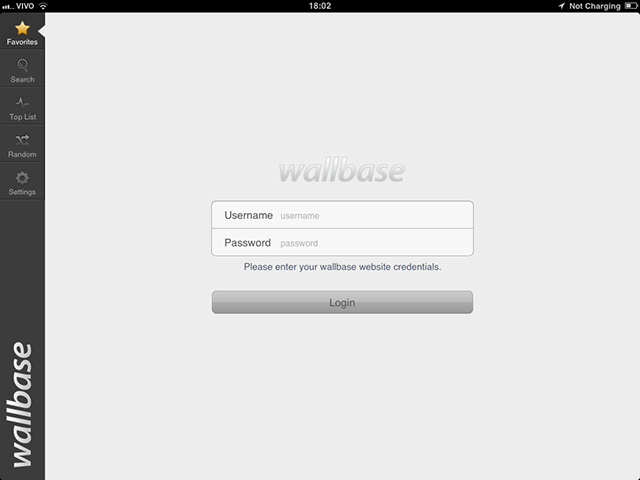 VIVO
18:02
Not Charging
Favorites
Search
Top List
Random
Settings
wallbase
wallbase
Username username
Password password
Please enter your wallbase website credentials.
Login